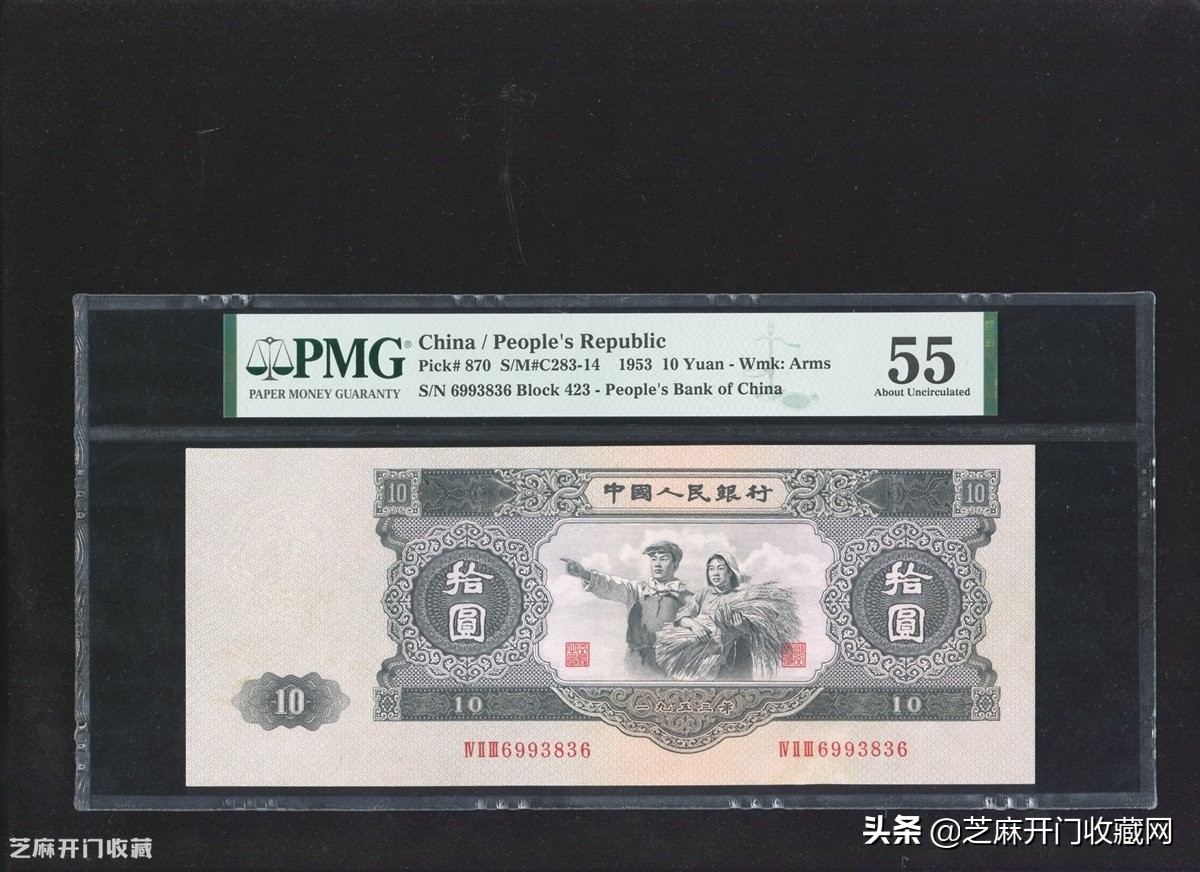 PMG®
PAPER MONEY GUARANTY
China / People's Republic
Pick# 870 S/M#C283-14 1953 10 Yuan - Wmk: Arms
S/N 6993836 Block 423 - People's Bank of China
55
About Uncirculated
10
中國人民銀行
10
拾圓
拾圓
10
10
一九五三年
10
ⅣⅡⅢ6993836
ⅣⅡⅢ6993836
芝麻开门收藏
头条 @芝麻开门收藏网